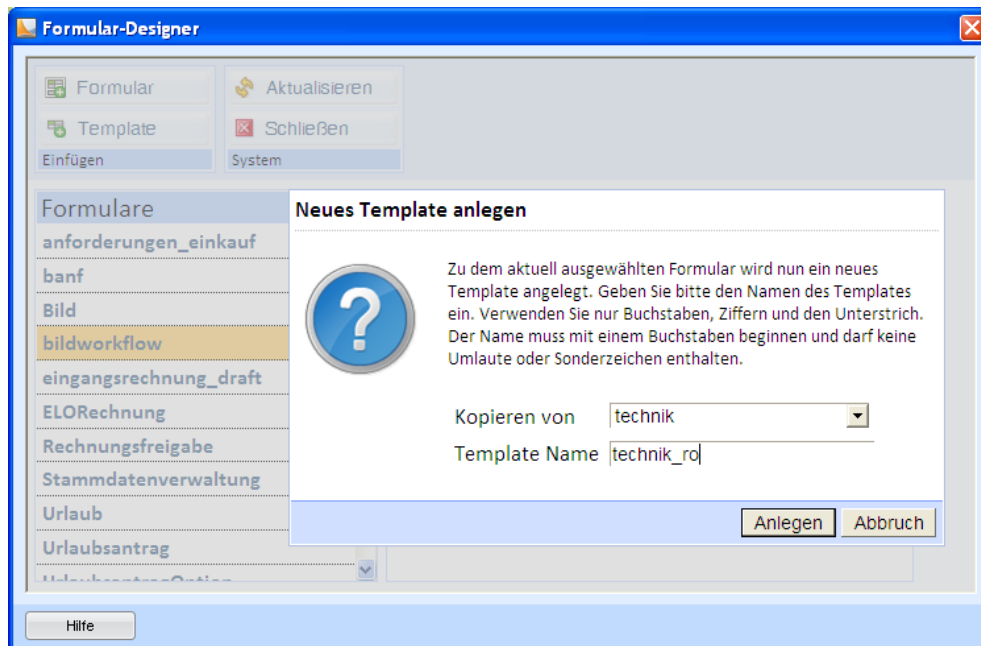 Formular-Designer
Formular
Aktualisieren
Template
Schließen
Einfügen
System
Formulare
anforderungen_einkauf
banf
Bild
bildworkflow
eingangsrechnung_draft
ELORechnung
Rechnungsfreigabe
Stammdatenverwaltung
Urlaub
Urlaubsantrag
UrlaubsantragOption
Neues Template anlegen
Zu dem aktuell ausgewählten Formular wird nun ein neues
Template angelegt. Geben Sie bitte den Namen des Templates
ein. Verwenden Sie nur Buchstaben, Ziffern und den Unterstrich.
Der Name muss mit einem Buchstaben beginnen und darf keine
Umlaute oder Sonderzeichen enthalten.
Kopieren von technik
Template Name technik_ro
Anlegen Abbruch
Hilfe